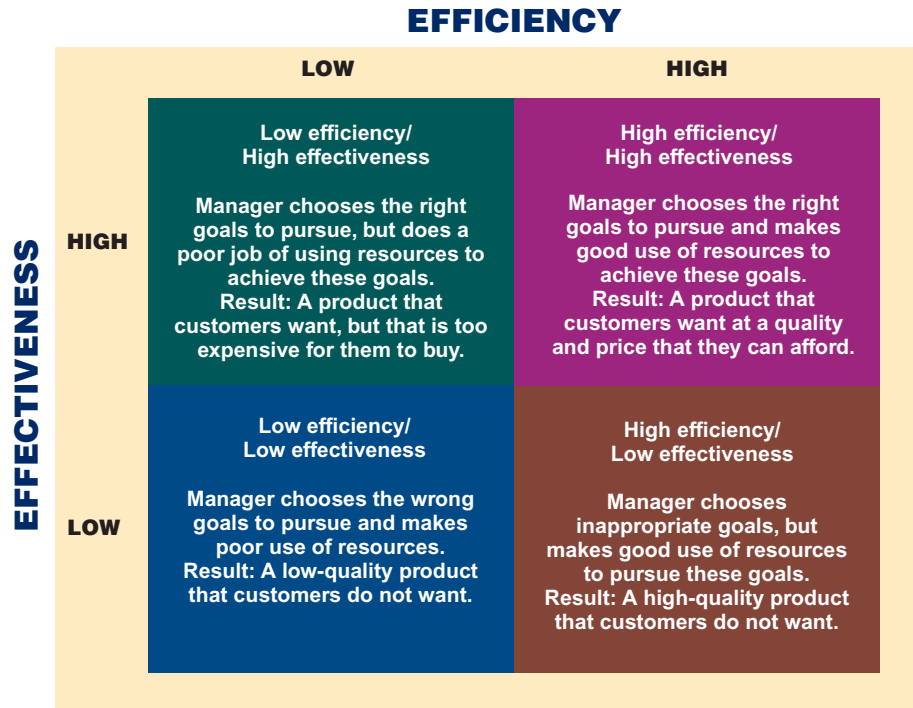 EFFICIENCY
LOW
HIGH
EFFECTIVENESS
HIGH
Low efficiency/
High effectiveness
Manager chooses the right
goals to pursue, but does a
poor job of using resources to
achieve these goals.
Result: A product that
customers want, but that is too
expensive for them to buy.
High efficiency/
High effectiveness
Manager chooses the right
goals to pursue and makes
good use of resources to
achieve these goals.
Result: A product that
customers want at a quality
and price that they can afford.
LOW
Low efficiency/
Low effectiveness
Manager chooses the wrong
goals to pursue and makes
poor use of resources.
Result: A low-quality product
that customers do not want.
High efficiency/
Low effectiveness
Manager chooses
inappropriate goals, but
makes good use of resources
to pursue these goals.
Result: A high-quality product
that customers do not want.